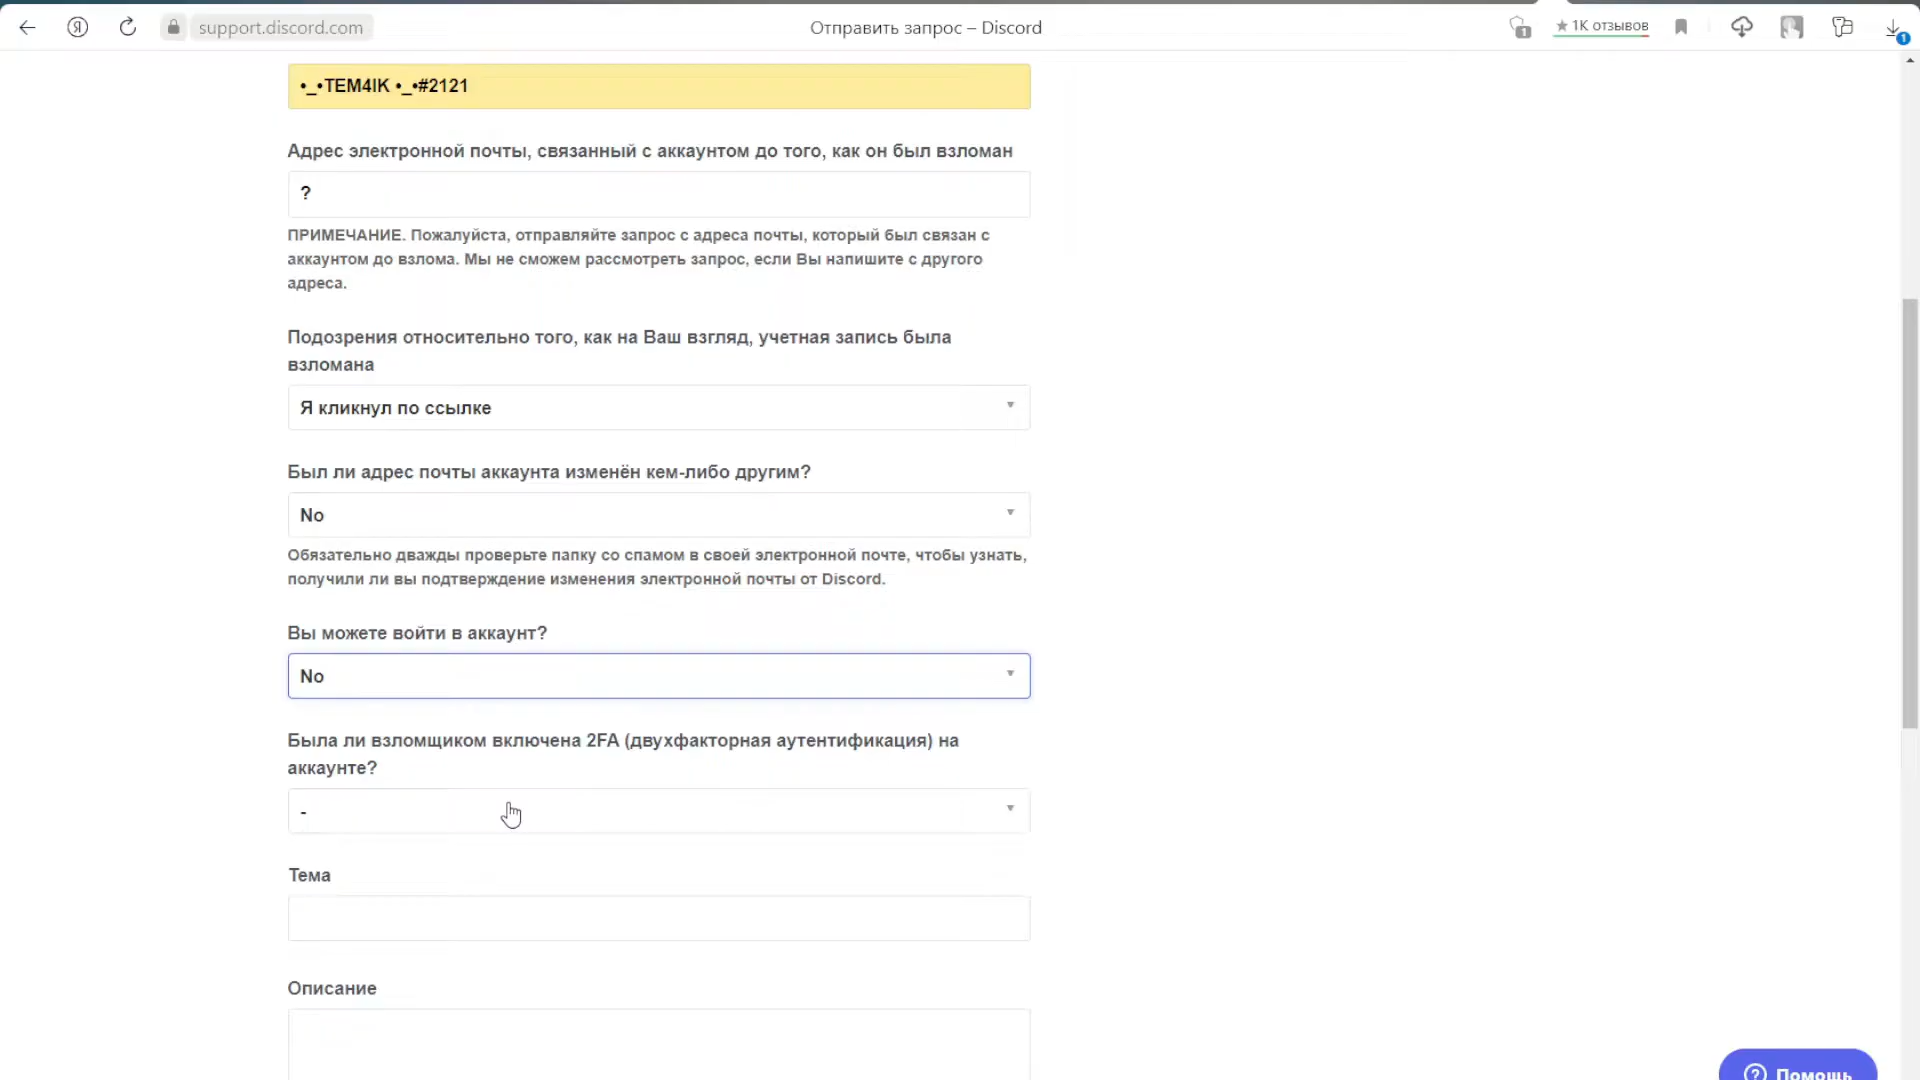 support.discord.com
Отправить запрос – Discord
1
★ 1К отзывов
1
•_•TEM4IK •_•#2121
Адрес электронной почты, связанный с аккаунтом до того, как он был взломан
?
ПРИМЕЧАНИЕ. Пожалуйста, отправляйте запрос с адреса почты, который был связан с
аккаунтом до взлома. Мы не сможем рассмотреть запрос, если Вы напишите с другого
адреса.
Подозрения относительно того, как на Ваш взгляд, учетная запись была
взломана
Я кликнул по ссылке
Был ли адрес почты аккаунта изменён кем-либо другим?
No
Обязательно дважды проверьте папку со спамом в своей электронной почте, чтобы узнать,
получили ли вы подтверждение изменения электронной почты от Discord.
Вы можете войти в аккаунт?
No
Была ли взломщиком включена 2FA (двухфакторная аутентификация) на
аккаунте?
-
Тема
Описание
Помощь